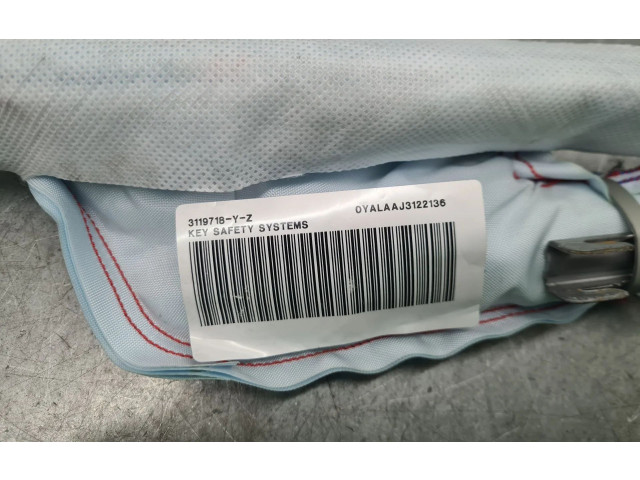 3119718-Y-Z
0YALAAJ3122136
KEY SAFETY SYSTEMS